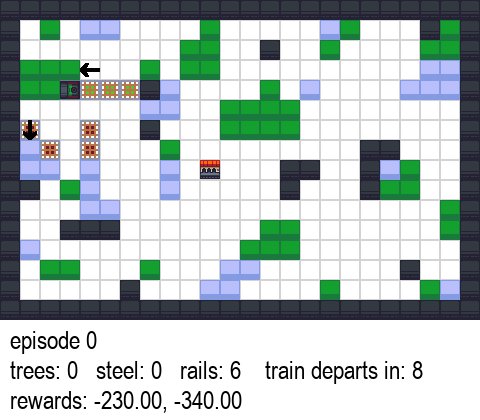 episode 0
trees: 0 steel: 0 rails: 6 train departs in: 8
rewards: -230.00, -340.00